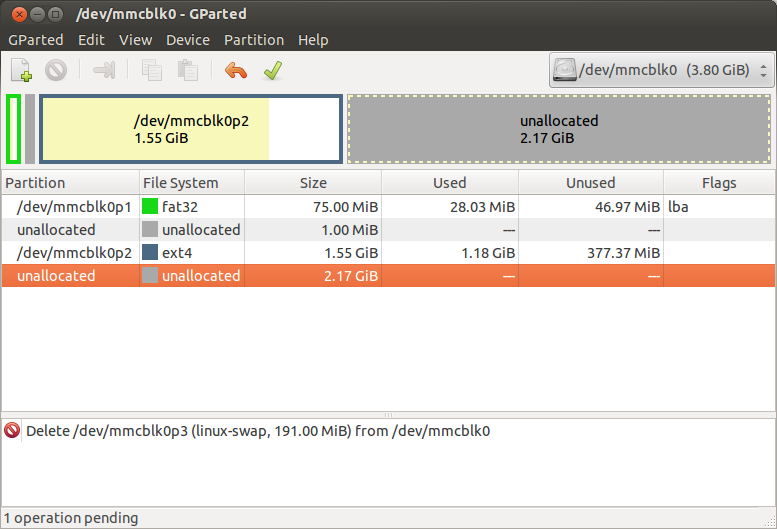 /dev/mmcblk0 - GParted
GParted Edit View Device Partition Help
/dev/mmcblk0 (3.80 GiB)
/dev/mmcblk0p2
1.55 GiB
unallocated
2.17 GiB
Partition File System Size Used Unused Flags
/dev/mmcblk0p1 fat32 75.00 MiB 28.03 MiB 46.97 MiB lba
unallocated unallocated 1.00 MiB --- ---
/dev/mmcblk0p2 ext4 1.55 GiB 1.18 GiB 377.37 MiB
unallocated unallocated 2.17 GiB --- ---
Delete /dev/mmcblk0p3 (linux-swap, 191.00 MiB) from /dev/mmcblk0
1 operation pending